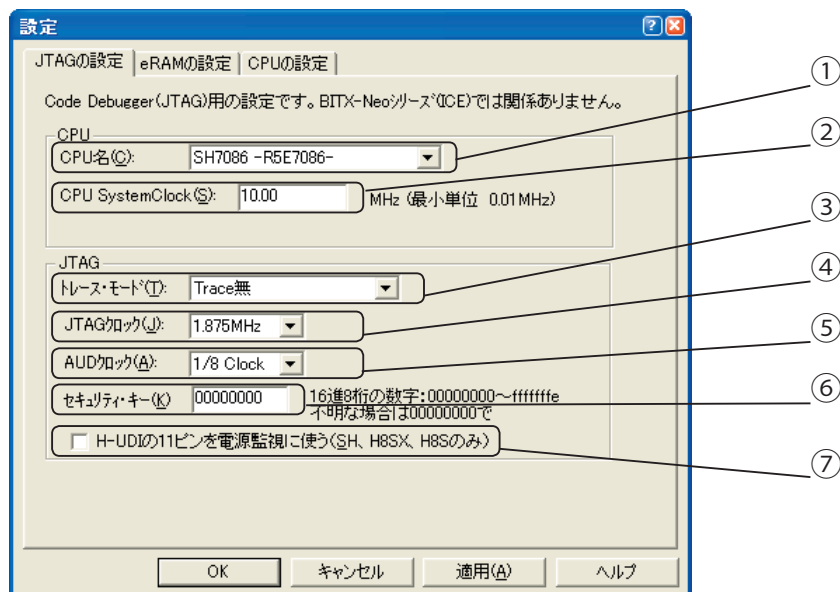 設定
JTAGの設定 eRAMの設定 CPUの設定
Code Debugger(JTAG)用の設定です。BITX-Neoシリーズ(ICE)では関係ありません。
CPU
CPU名(C): SH7086 -R5E7086-
CPU SystemClock(S): 10.00 MHz (最小単位 0.01MHz)
JTAG
トレース・モード(T): Trace無
JTAGクロック(J): 1.875MHz
AUDクロック(A): 1/8 Clock
セキュリティ・キー(K) 00000000 16進8桁の数字:00000000～fffffffe
不明な場合は00000000で
H-UDIの11ピンを電源監視に使う(SH、H8SX、H8Sのみ)
OK キャンセル 適用(A) ヘルプ
①
②
③
④
⑤
⑥
⑦